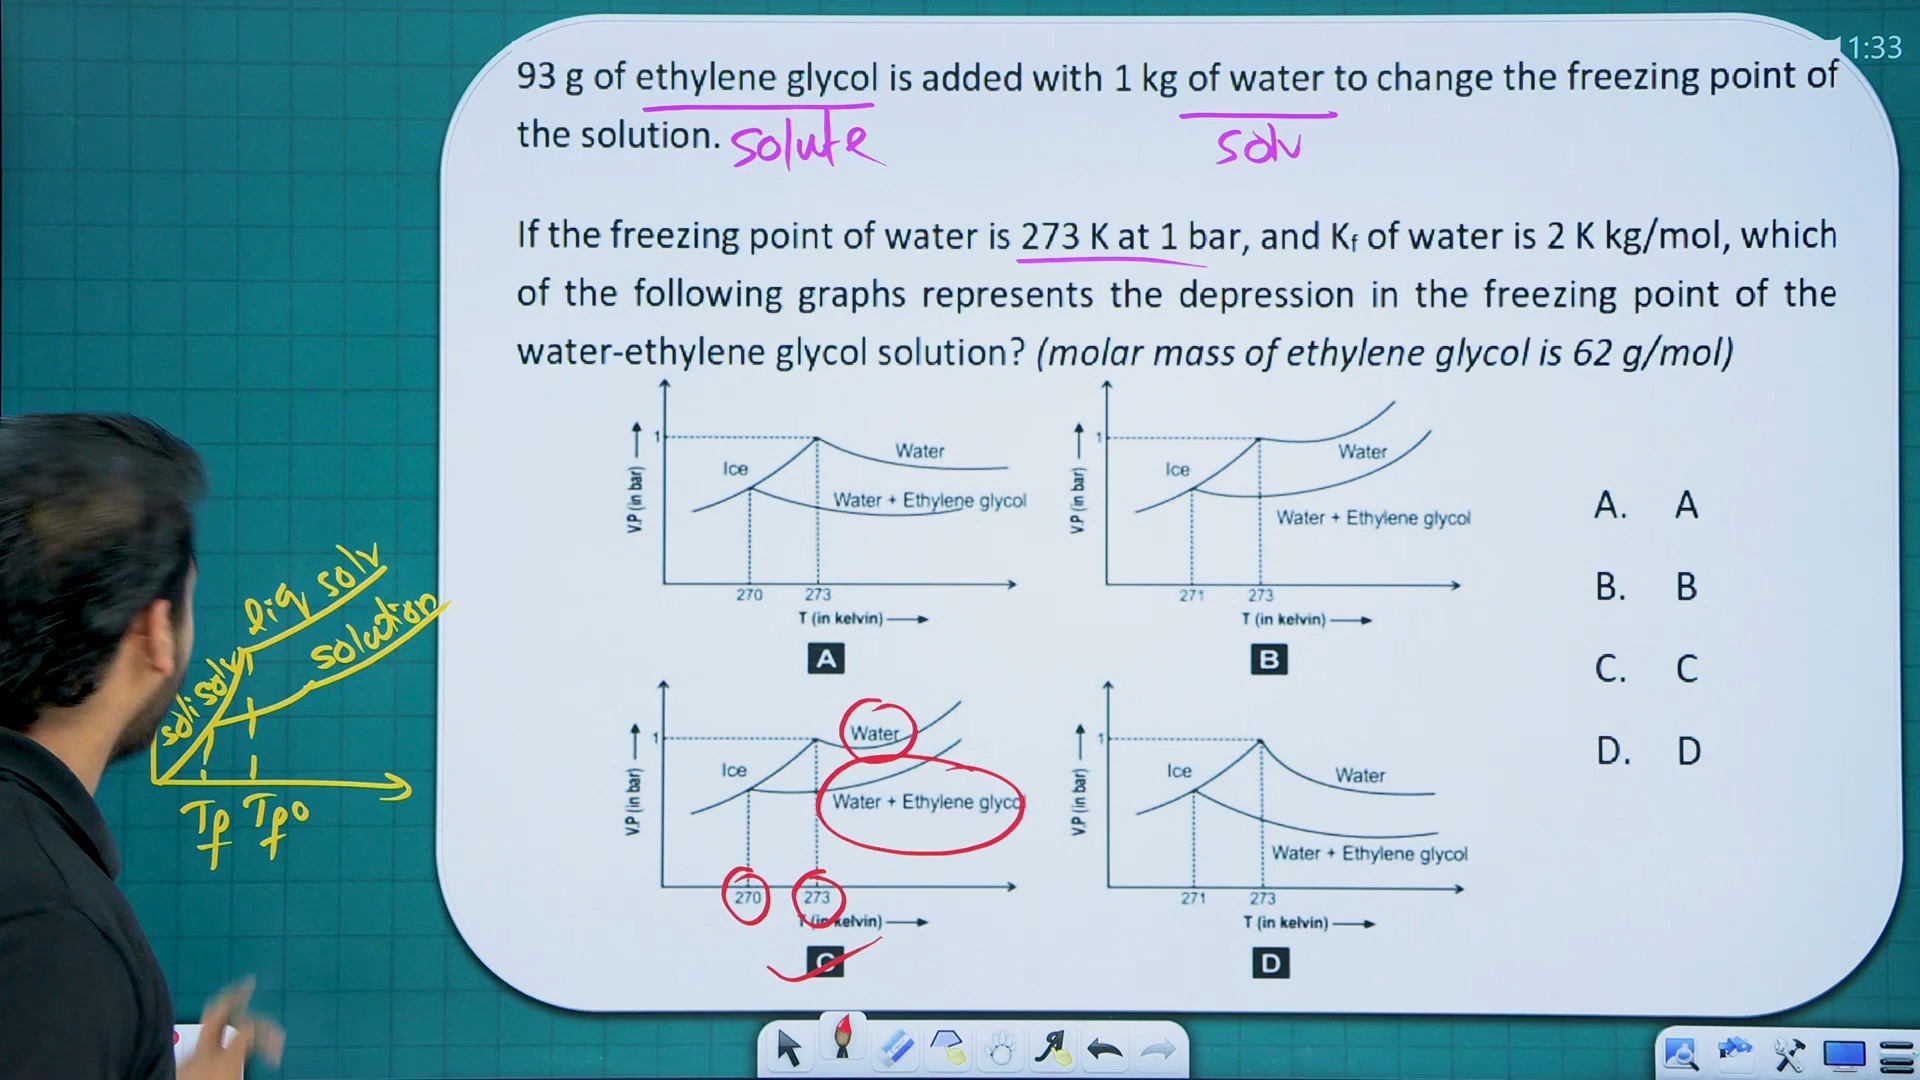 11:33
93 g of ethylene glycol is added with 1 kg of water to change the freezing point of
the solution. solute solv
If the freezing point of water is 273 K at 1 bar, and Kf of water is 2 K kg/mol, which
of the following graphs represents the depression in the freezing point of the
water-ethylene glycol solution? (molar mass of ethylene glycol is 62 g/mol)
V.P (in bar)
1
Ice
Water
Water + Ethylene glycol
270 273
T (in kelvin)
A
V.P (in bar)
1
Ice
Water
Water + Ethylene glycol
271 273
T (in kelvin)
B
V.P (in bar)
1
Ice
Water
Water + Ethylene glyco
270 273
T (in kelvin)
C
V.P (in bar)
1
Ice
Water
Water + Ethylene glycol
271 273
T (in kelvin)
D
A. A
B. B
C. C
D. D
liq solv
solution
soli solv
Tf Tf0